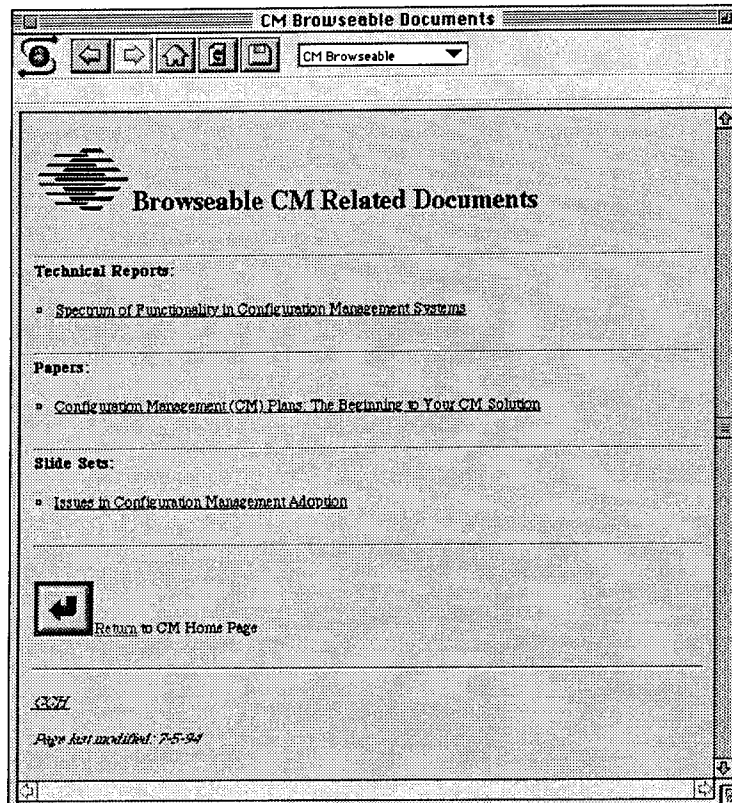 CM Browseable Documents
CM Browseable
Browseable CM Related Documents
Technical Reports:
Spectrum of Functionality in Configuration Management Systems
Papers:
Configuration Management (CM) Plans: The Beginning to Your CM Solution
Slide Sets:
Issues in Configuration Management Adoption
Return to CM Home Page
CCH
Page last modified: 7-5-94